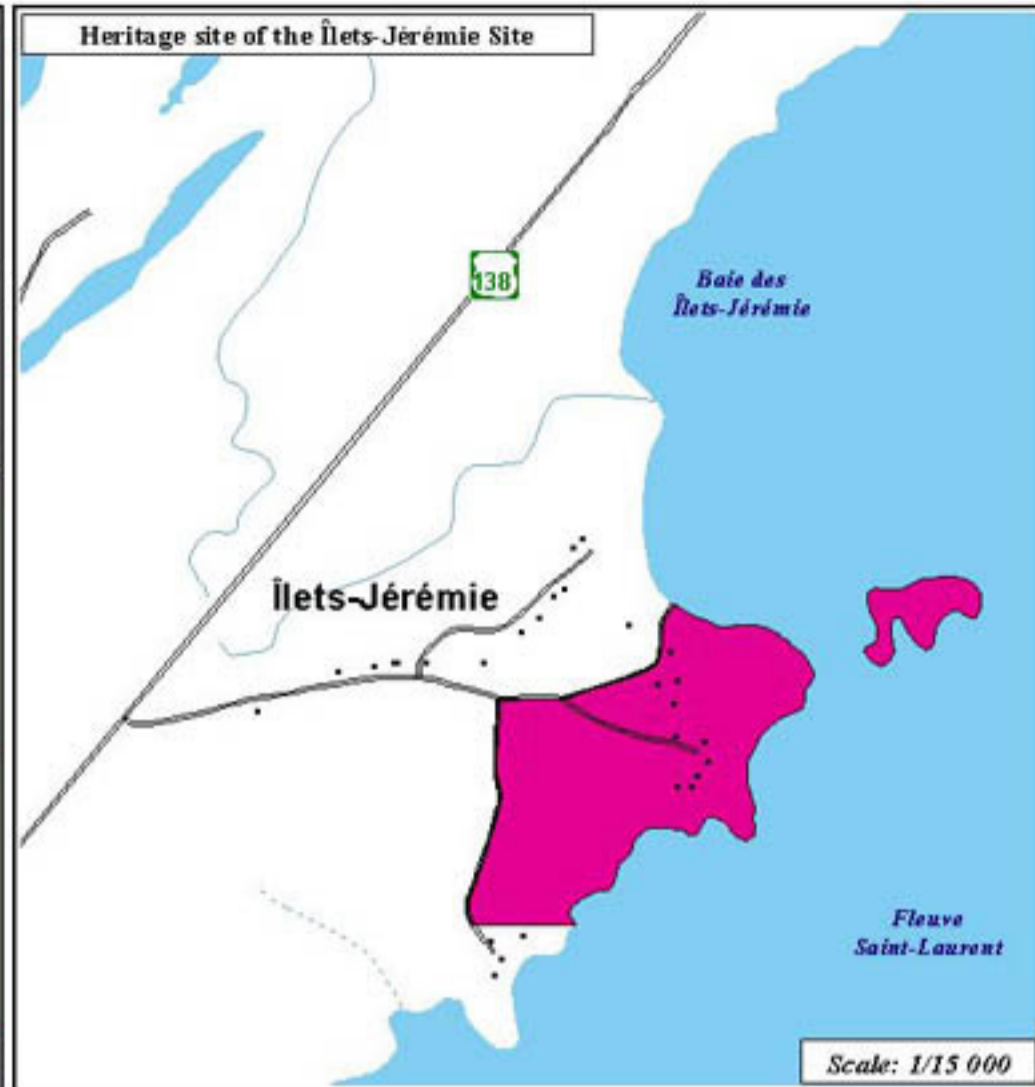 Heritage site of the Îlets-Jérémie Site
138
Baie des
Îlets-Jérémie
Îlets-Jérémie
Fleuve
Saint-Laurent
Scale: 1/15 000